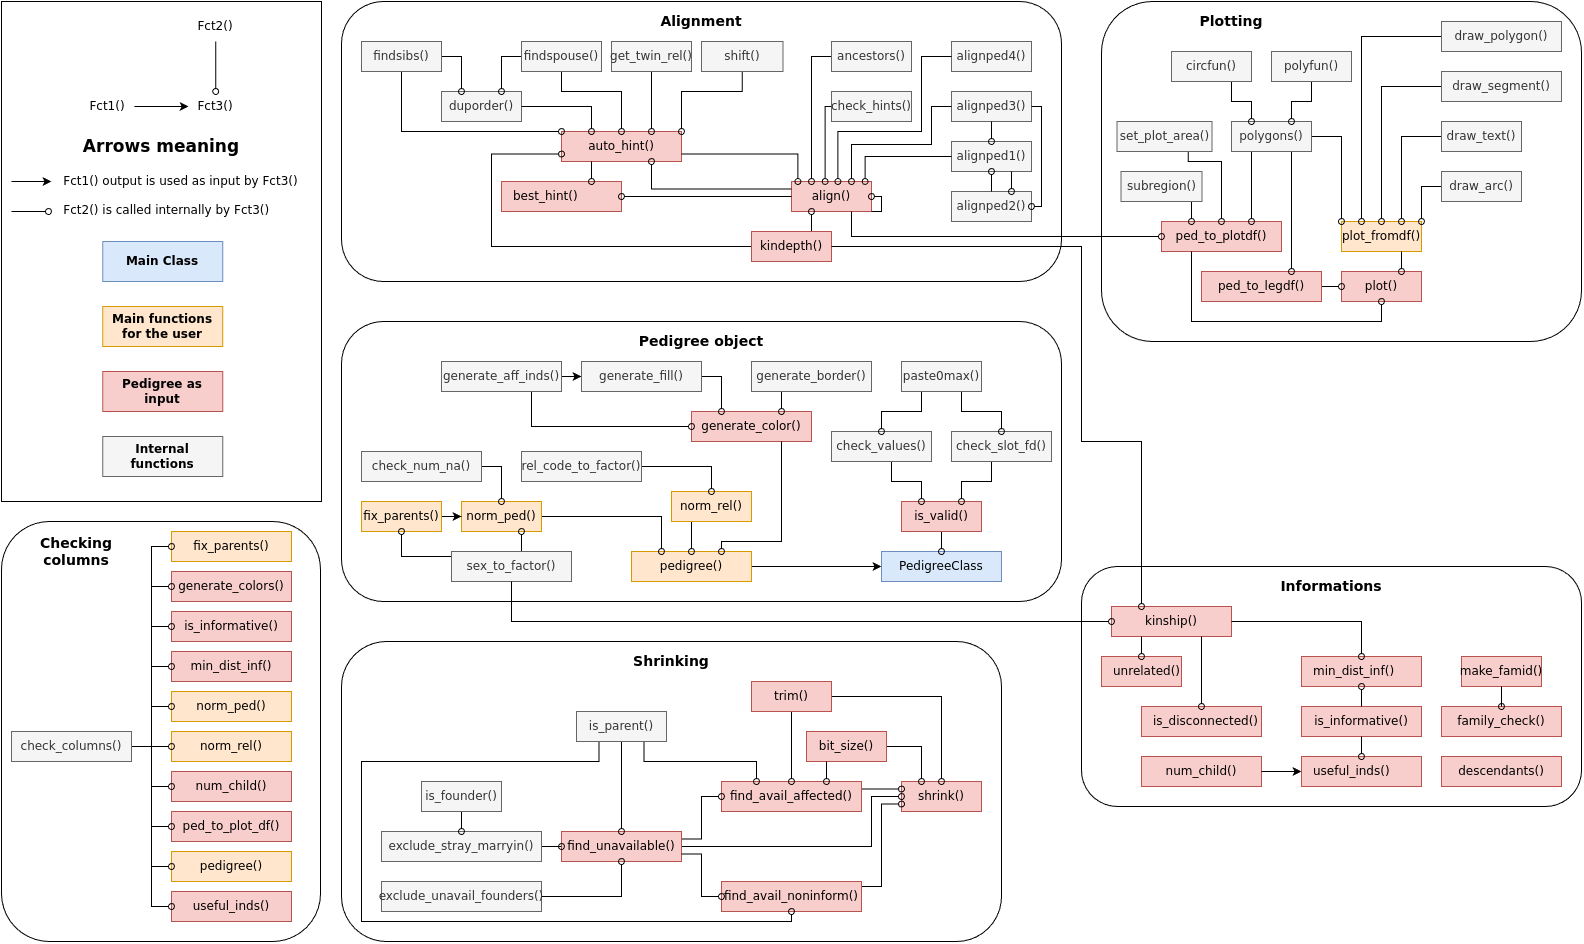 Fct2()
Fct1()
Fct3()
Arrows meaning
Fct1() output is used as input by Fct3()
Fct2() is called internally by Fct3()
Main Class
Main functions
for the user
Pedigree as
input
Internal
functions
Alignment
findsibs()
findspouse()
get_twin_rel()
shift()
ancestors()
alignped4()
duporder()
check_hints()
alignped3()
auto_hint()
alignped1()
best_hint()
align()
alignped2()
kindepth()
Plotting
draw_polygon()
circfun()
polyfun()
draw_segment()
set_plot_area()
polygons()
draw_text()
subregion()
draw_arc()
ped_to_plotdf()
plot_fromdf()
ped_to_legdf()
plot()
Pedigree object
generate_aff_inds()
generate_fill()
generate_border()
paste0max()
generate_color()
check_values()
check_slot_fd()
check_num_na()
rel_code_to_factor()
norm_rel()
fix_parents()
norm_ped()
is_valid()
sex_to_factor()
pedigree()
PedigreeClass
Checking
columns
fix_parents()
generate_colors()
is_informative()
min_dist_inf()
norm_ped()
check_columns()
norm_rel()
num_child()
ped_to_plot_df()
pedigree()
useful_inds()
Shrinking
trim()
is_parent()
bit_size()
is_founder()
find_avail_affected()
shrink()
exclude_stray_marryin()
find_unavailable()
exclude_unavail_founders()
find_avail_noninform()
Informations
kinship()
unrelated()
min_dist_inf()
make_famid()
is_disconnected()
is_informative()
family_check()
num_child()
useful_inds()
descendants()